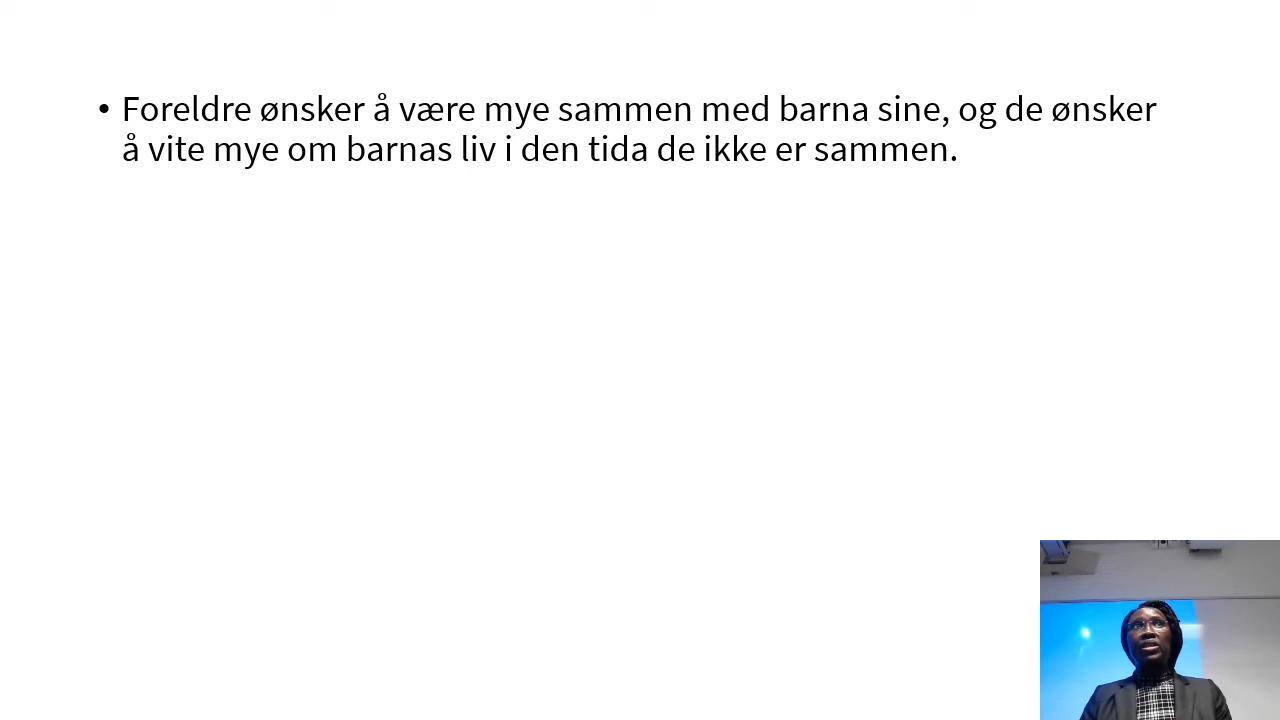 • Foreldre ønsker å være mye sammen med barna sine, og de ønsker
å vite mye om barnas liv i den tida de ikke er sammen.